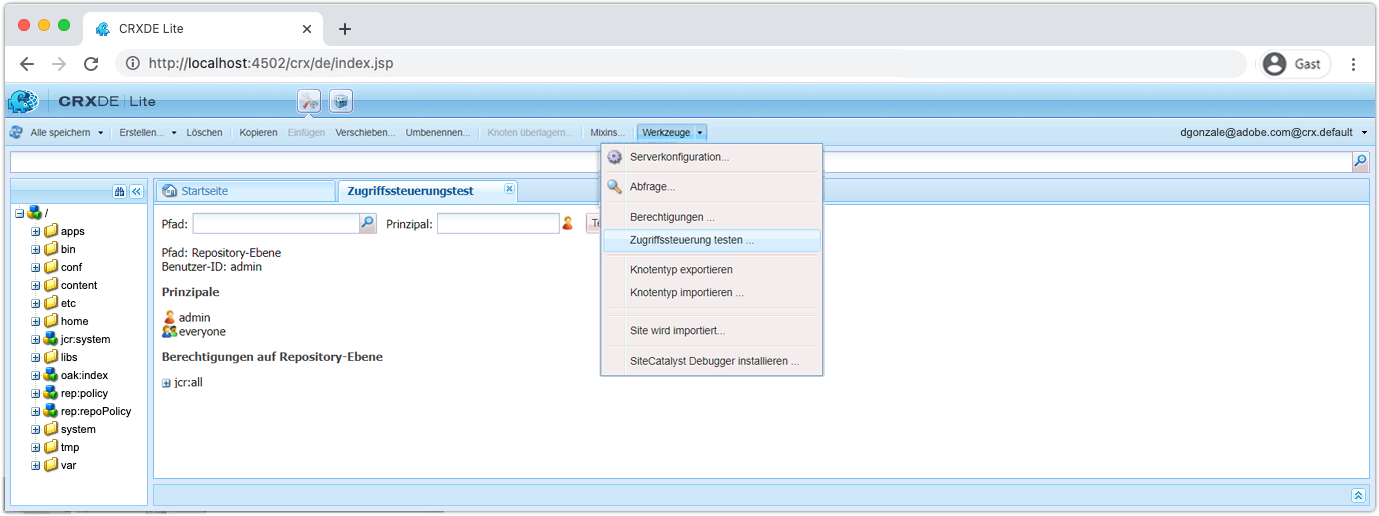 CRXDE Lite
http://localhost:4502/crx/de/index.jsp
Gast
CRXDE Lite
Alle speichern Erstellen... Löschen Kopieren Einfügen Verschieben... Umbenennen... Knoten überlagern... Mixins... Werkzeuge dgonzale@adobe.com@crx.default
Serverkonfiguration...
Abfrage...
Berechtigungen ...
Zugriffssteuerung testen ...
Knotentyp exportieren
Knotentyp importieren ...
Site wird importiert...
SiteCatalyst Debugger installieren ...
/
apps
bin
conf
content
etc
home
jcr:system
libs
oak:index
rep:policy
rep:repoPolicy
system
tmp
var
Startseite Zugriffssteuerungstest
Pfad: Prinzipal:
Pfad: Repository-Ebene
Benutzer-ID: admin
Prinzipale
admin
everyone
Berechtigungen auf Repository-Ebene
jcr:all